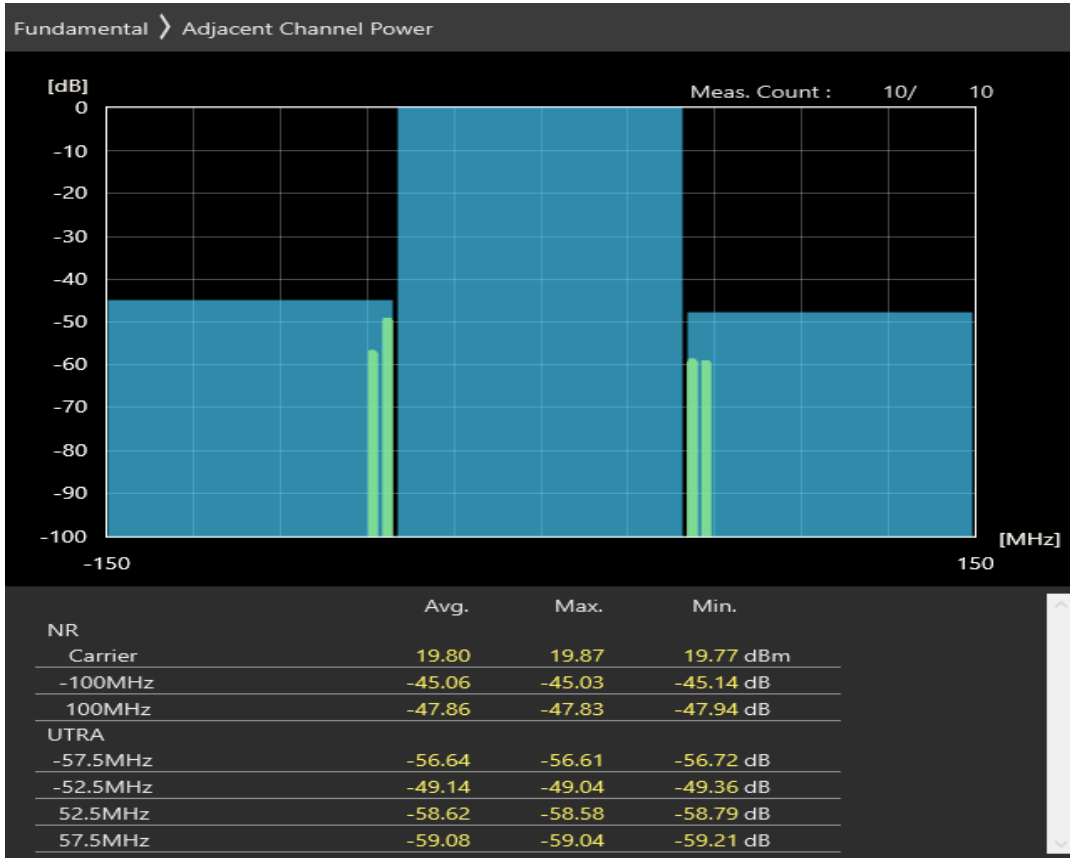 Fundamental ❭ Adjacent Channel Power
[dB]
Meas. Count : 10/ 10
0
-10
-20
-30
-40
-50
-60
-70
-80
-90
-100
[MHz]
-150 150
Avg. Max. Min.
NR
Carrier 19.80 19.87 19.77 dBm
-100MHz -45.06 -45.03 -45.14 dB
100MHz -47.86 -47.83 -47.94 dB
UTRA
-57.5MHz -56.64 -56.61 -56.72 dB
-52.5MHz -49.14 -49.04 -49.36 dB
52.5MHz -58.62 -58.58 -58.79 dB
57.5MHz -59.08 -59.04 -59.21 dB